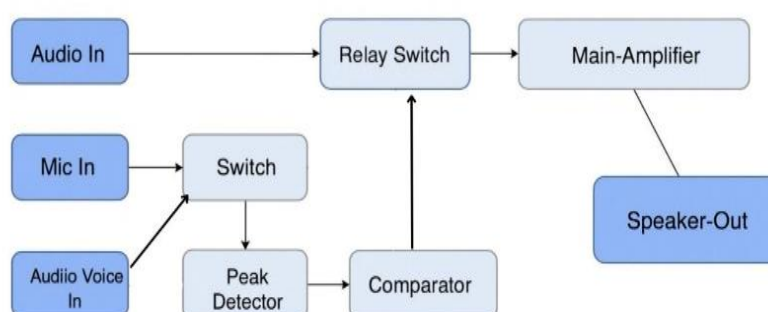 Audio In
Relay Switch
Main-Amplifier
Mic In
Switch
Speaker-Out
Audiio Voice
In
Peak
Detector
Comparator